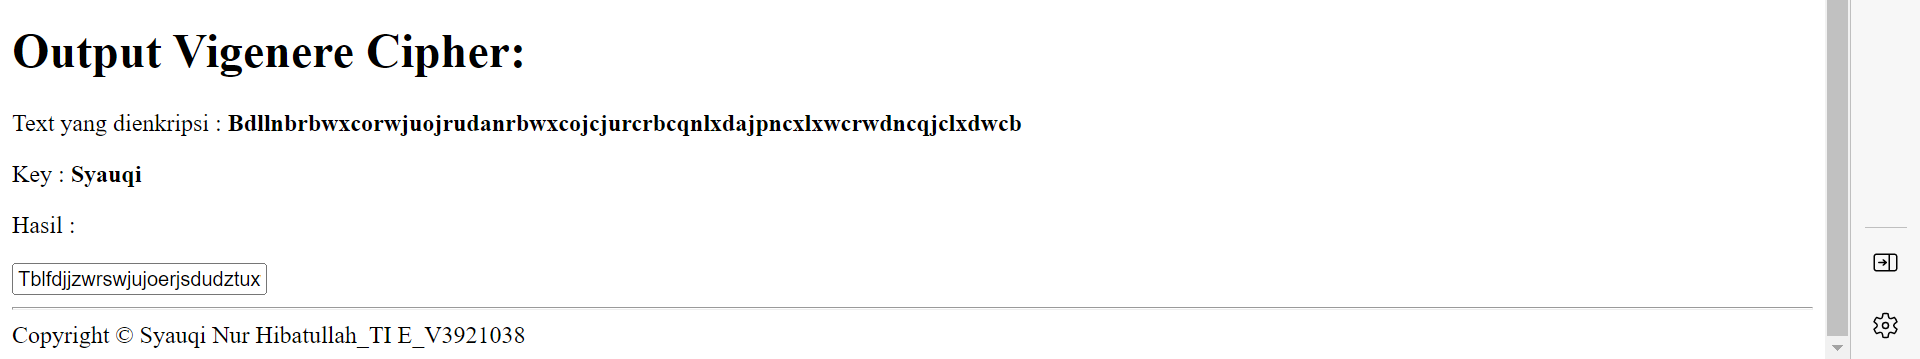 Output Vigenere Cipher:
Text yang dienkripsi : Bdllnbrbwxcorwjuojrudanrbwxcojcjurcrbcqnlxdajpncxlxwcrwdncqjclxdwcb
Key : Syauqi
Hasil :
Tblfdjjzwrswjujoerjsdudztux
Copyright © Syauqi Nur Hibatullah_TI E_V3921038